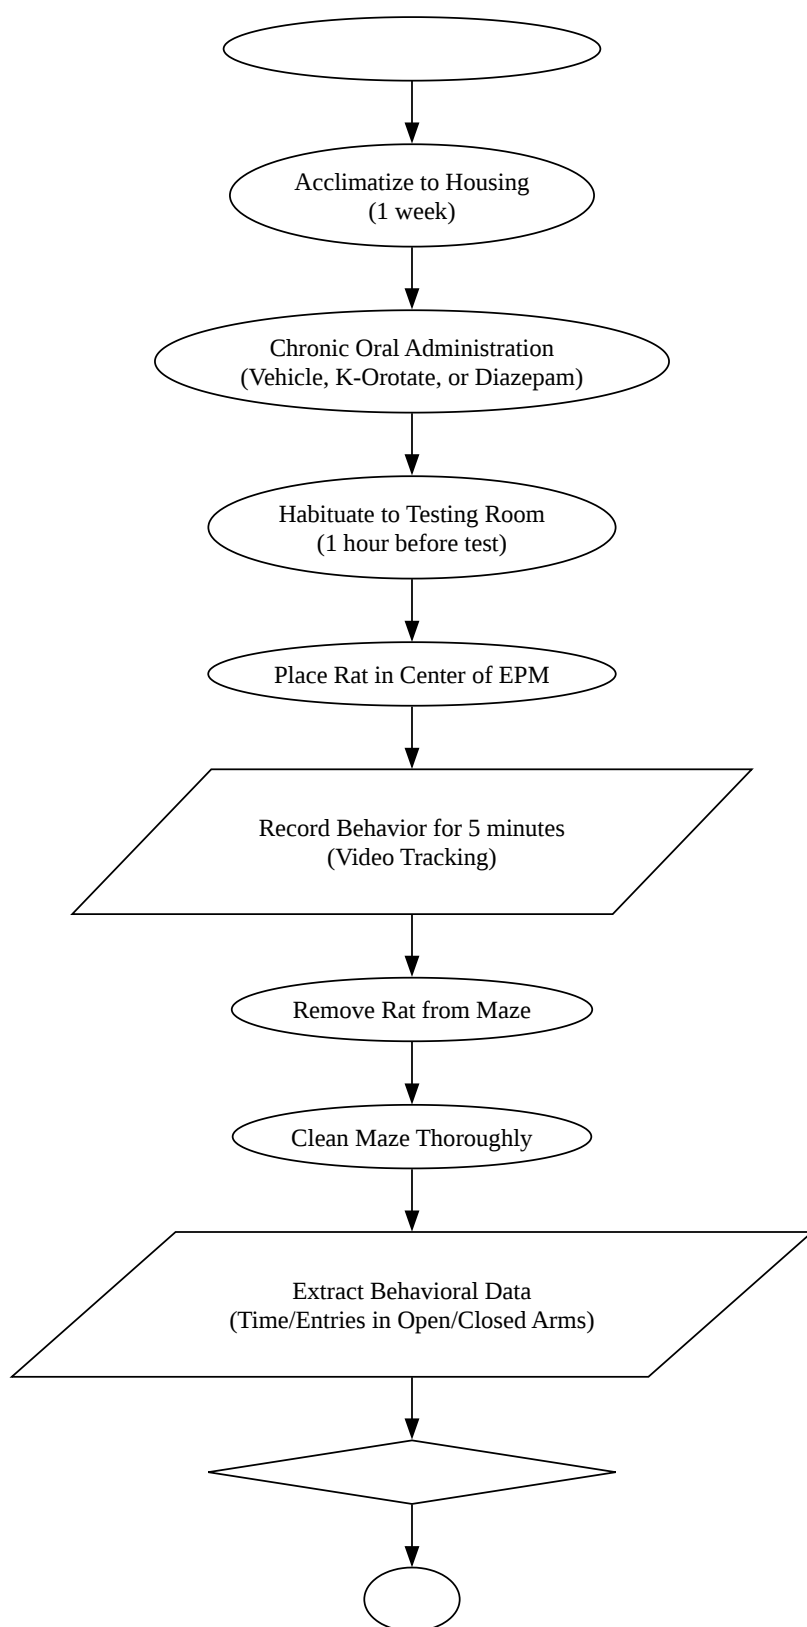 Acclimatize to Housing
(1 week)
Chronic Oral Administration
(Vehicle, K-Orotate, or Diazepam)
Habituate to Testing Room
(1 hour before test)
Place Rat in Center of EPM
Record Behavior for 5 minutes
(Video Tracking)
Remove Rat from Maze
Clean Maze Thoroughly
Extract Behavioral Data
(Time/Entries in Open/Closed Arms)